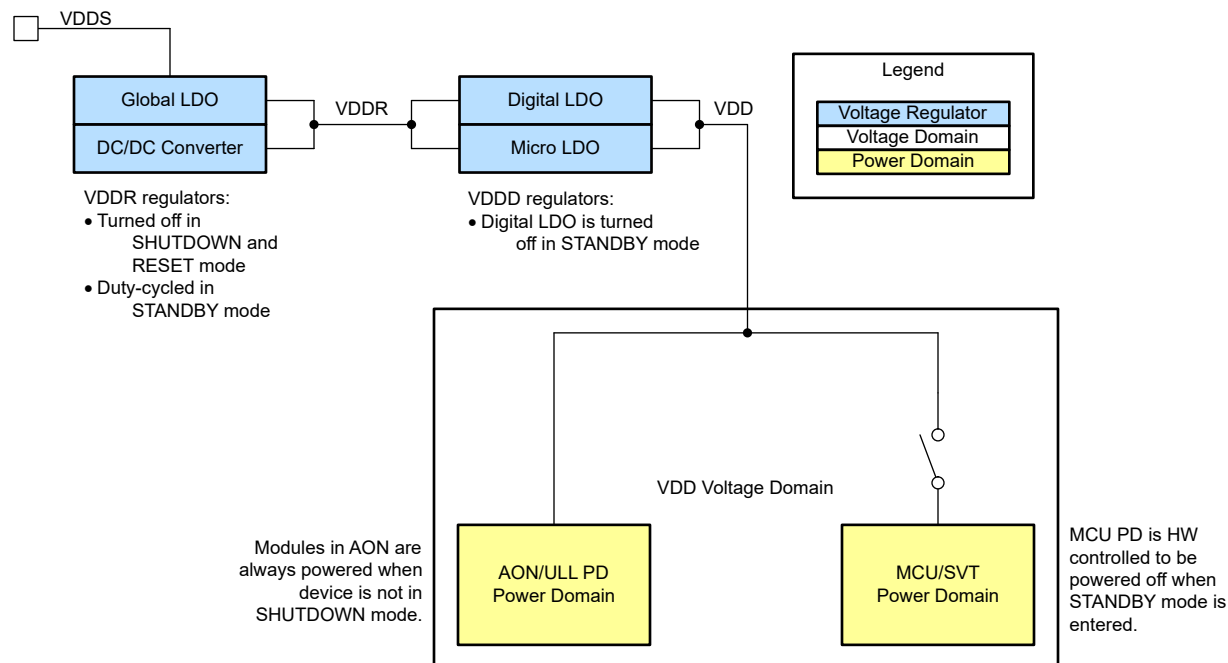 VDDS
Global LDO
DC/DC Converter
VDDR
Digital LDO
Micro LDO
VDD
Legend
Voltage Regulator
Voltage Domain
Power Domain
VDDR regulators:
• Turned off in
SHUTDOWN and
RESET mode
• Duty-cycled in
STANDBY mode
VDDD regulators:
• Digital LDO is turned
off in STANDBY mode
VDD Voltage Domain
Modules in AON are
always powered when
device is not in
SHUTDOWN mode.
AON/ULL PD
Power Domain
MCU/SVT
Power Domain
MCU PD is HW
controlled to be
powered off when
STANDBY mode is
entered.